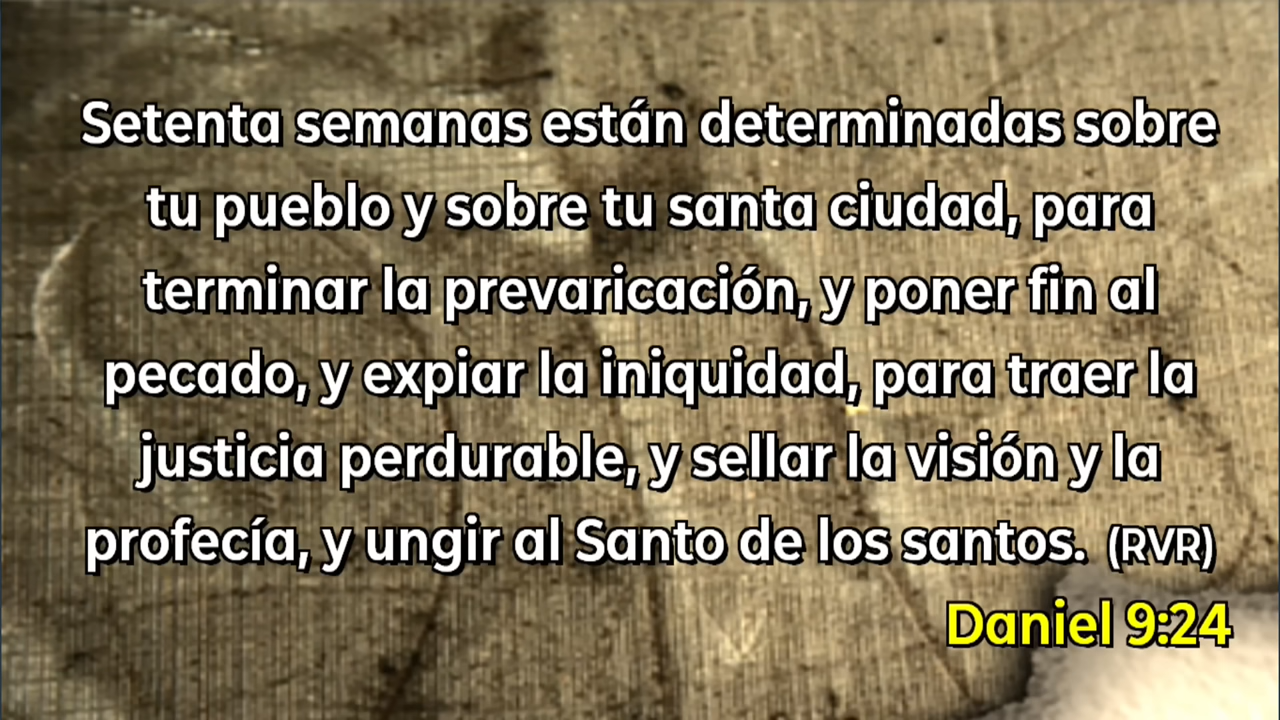 Setenta semanas están determinadas sobre
tu pueblo y sobre tu santa ciudad, para
terminar la prevaricación, y poner fin al
pecado, y expiar la iniquidad, para traer la
justicia perdurable, y sellar la visión y la
profecía, y ungir al Santo de los santos. (RVR)
Daniel 9:24